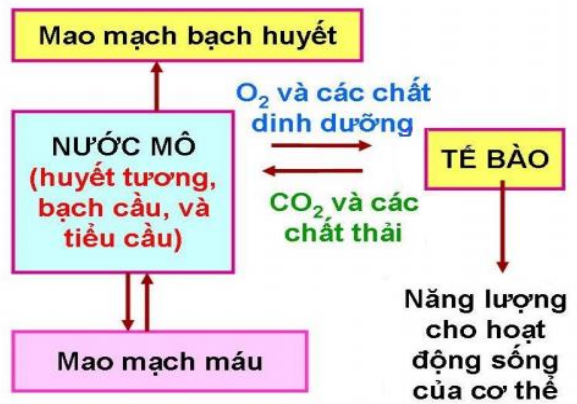 Mao mạch bạch huyết
O₂ và các chất
dinh dưỡng
NƯỚC MÔ
(huyết tương,
bạch cầu, và
tiểu cầu)
TẾ BÀO
CO₂ và các
chất thải
Năng lượng
cho hoạt
động sống
của cơ thể
Mao mạch máu